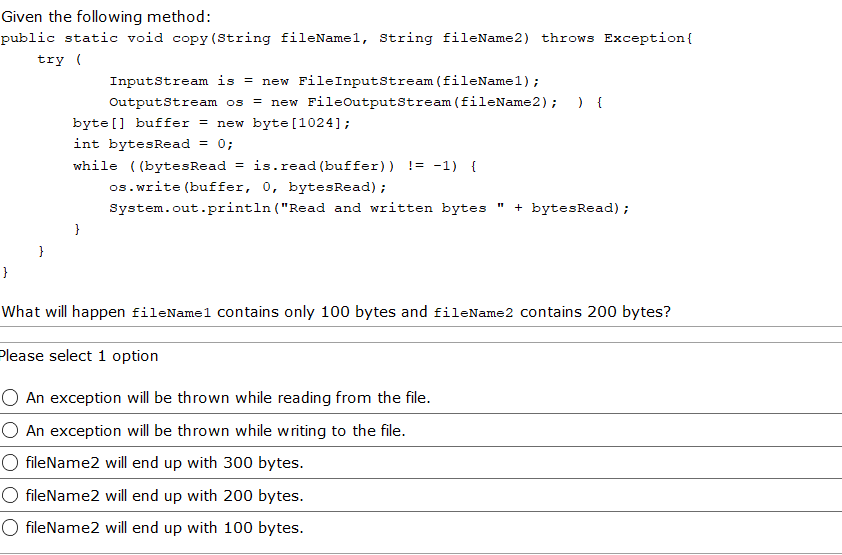 Given the following method:
public static void copy(String fileName1, String fileName2) throws Exception{
try (
InputStream is = new FileInputStream(fileName1);
OutputStream os = new FileOutputStream(fileName2);  ) {
byte[] buffer = new byte[1024];
int bytesRead = 0;
while ((bytesRead = is.read(buffer)) != -1) {
os.write(buffer, 0, bytesRead);
System.out.println("Read and written bytes " + bytesRead);
}
}
}
What will happen fileName1 contains only 100 bytes and fileName2 contains 200 bytes?
Please select 1 option
An exception will be thrown while reading from the file.
An exception will be thrown while writing to the file.
fileName2 will end up with 300 bytes.
fileName2 will end up with 200 bytes.
fileName2 will end up with 100 bytes.